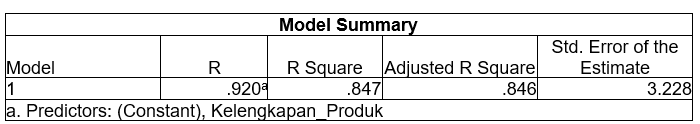 Model Summary
Model R R Square Adjusted R Square Std. Error of the Estimate
1 .920a .847 .846 3.228
a. Predictors: (Constant), Kelengkapan_Produk